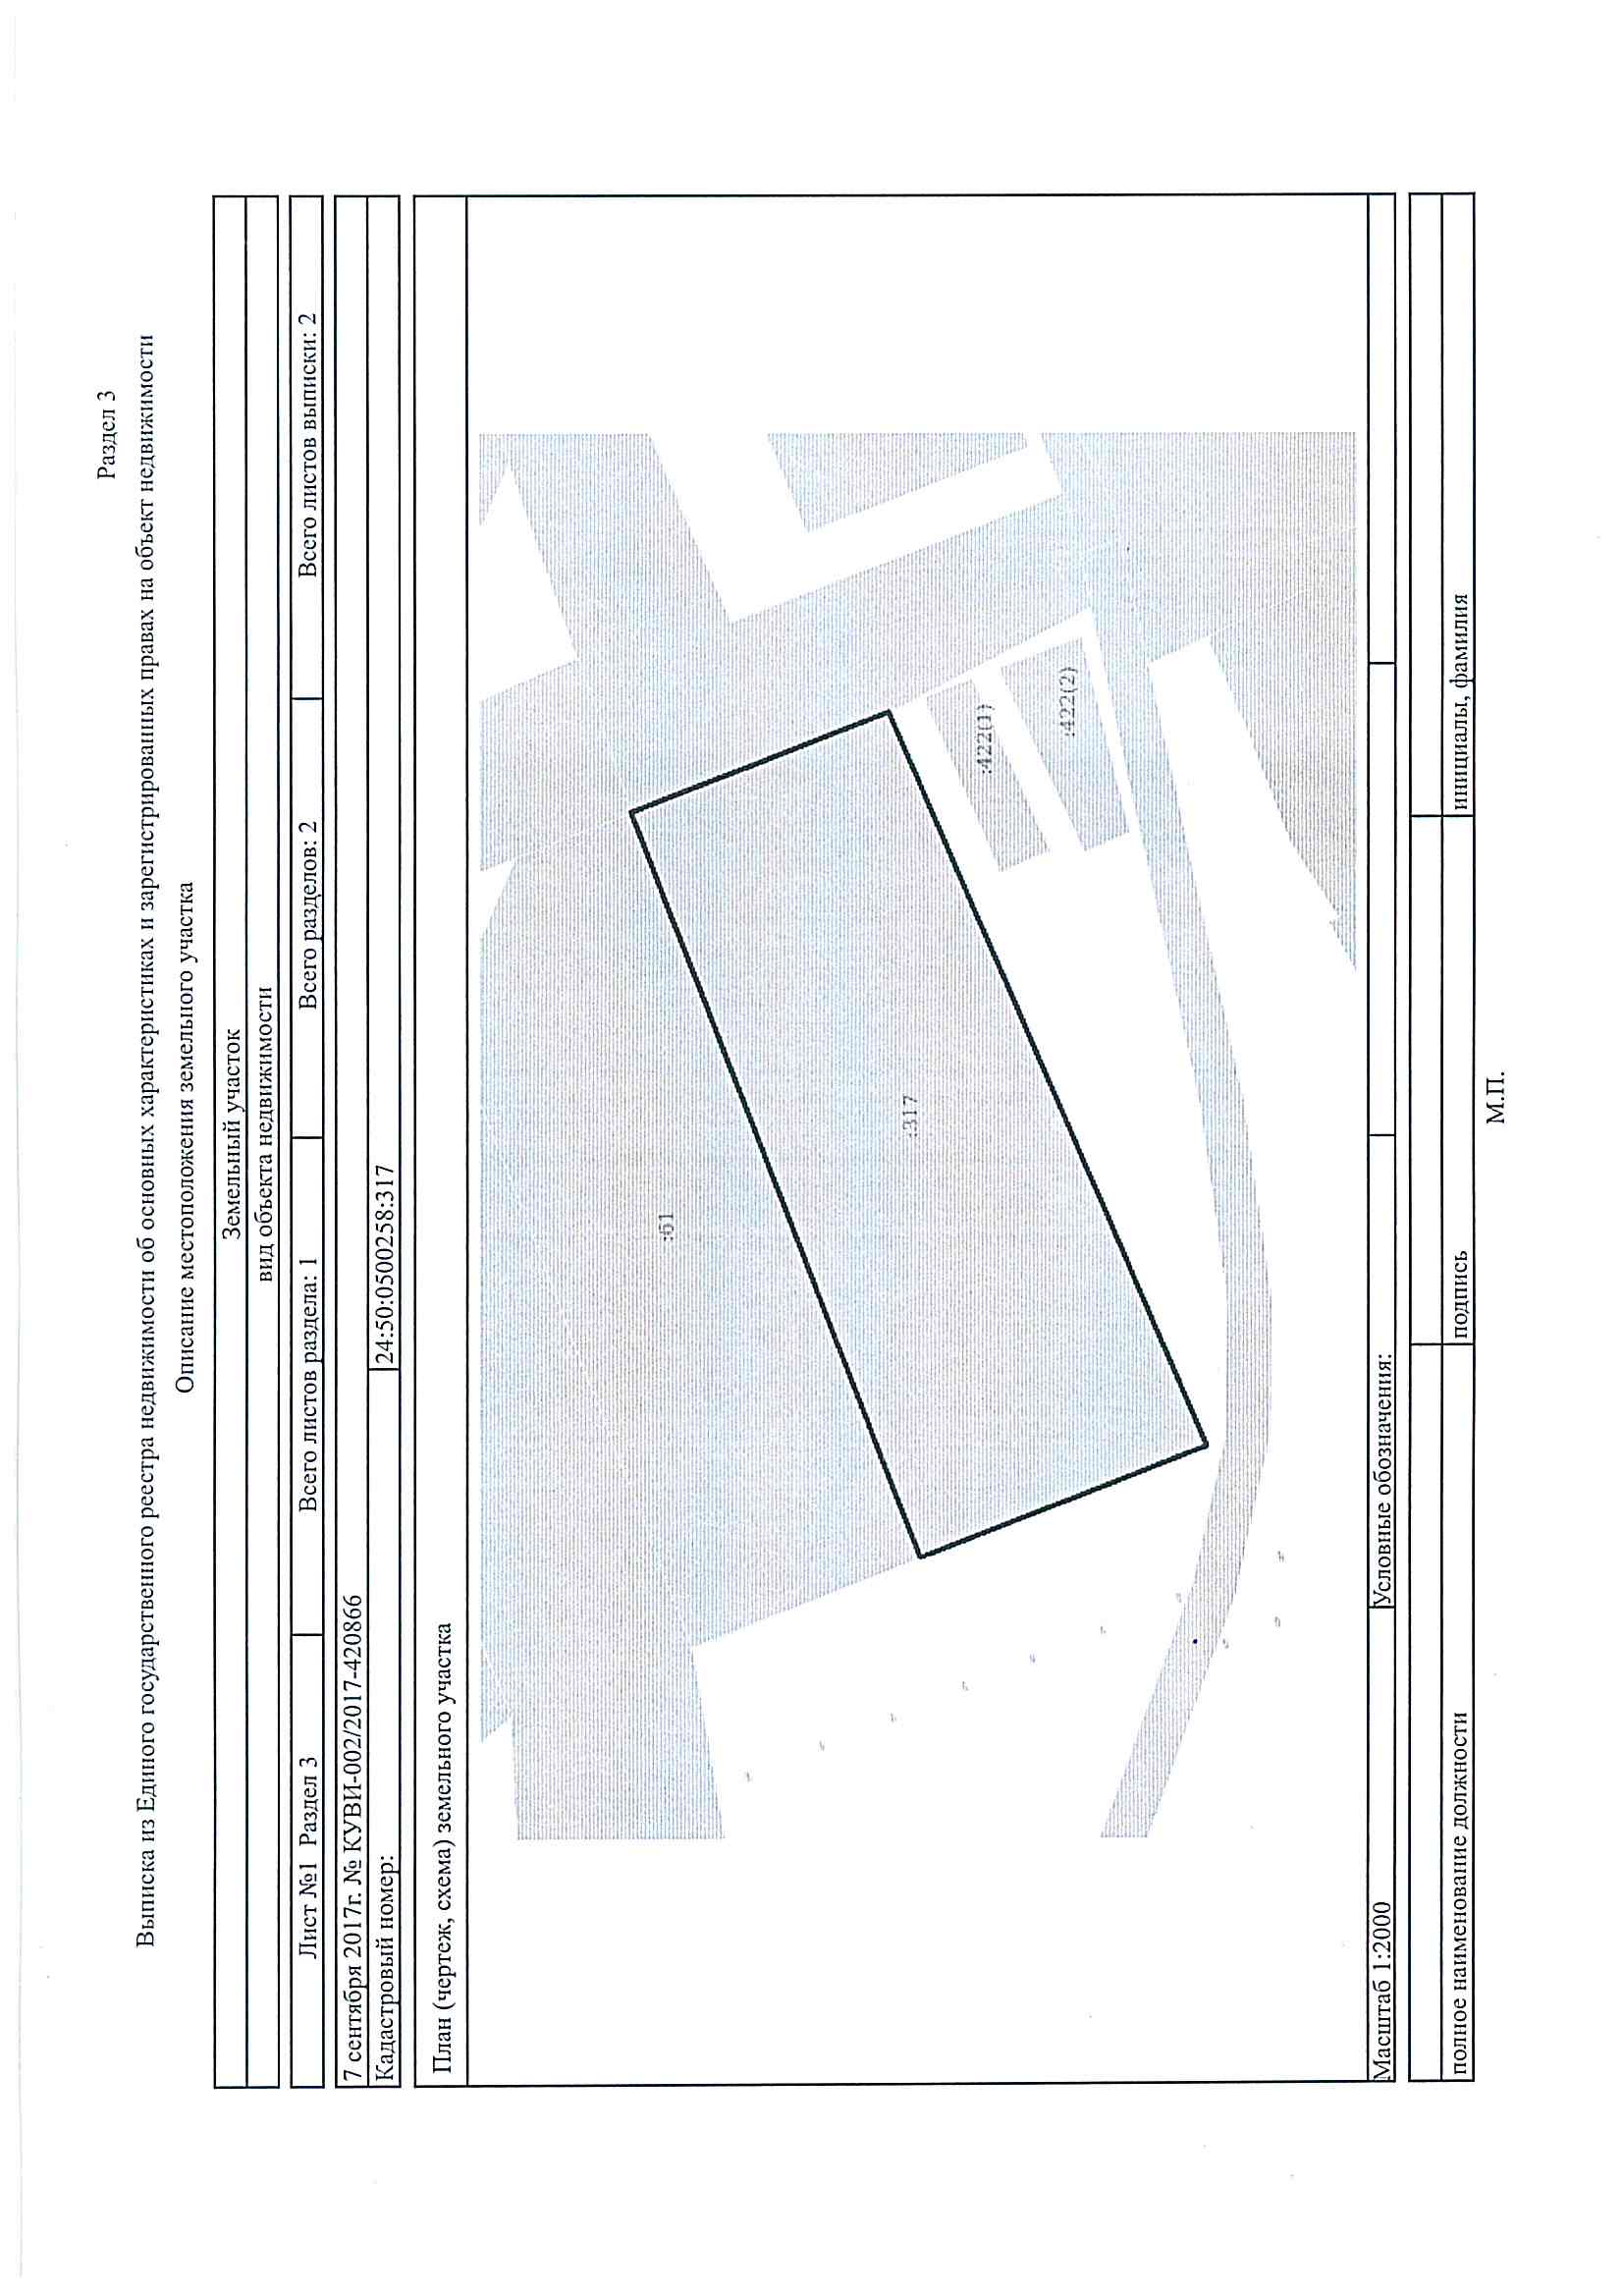 Раздел 3
Выписка из Единого государственного реестра недвижимости об основных характеристиках и зарегистрированных правах на объект недвижимости
Описание местоположения земельного участка
Земельный участок
вид объекта недвижимости
Лист №1 Раздел 3 Всего листов раздела: 1 Всего разделов: 2 Всего листов выписки: 2
7 сентября 2017г. № КУВИ-002/2017-420866
Кадастровый номер: 24:50:0500258:317
План (чертеж, схема) земельного участка
:61
:317
:422(1)
:422(2)
Масштаб 1:2000 Условные обозначения:
полное наименование должности подпись инициалы, фамилия
М.П.